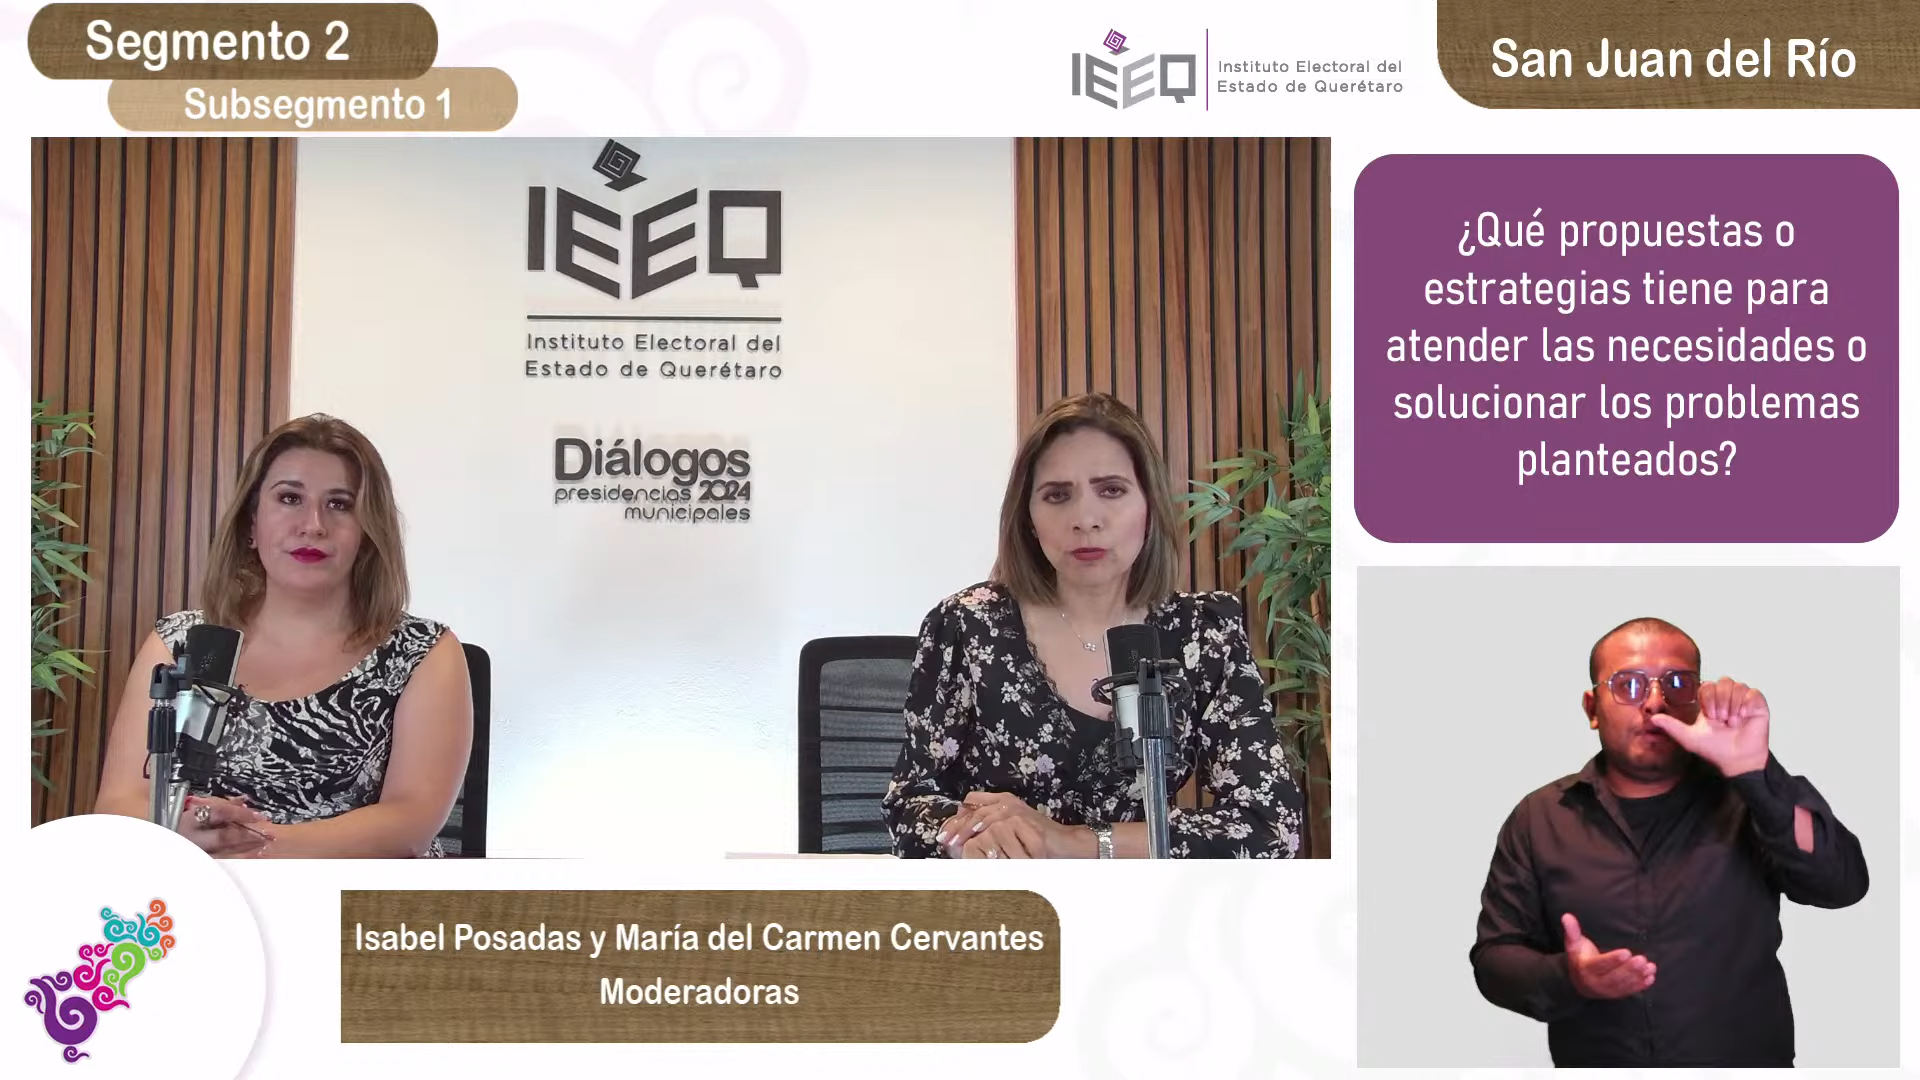 Segmento 2
Subsegmento 1
IEEQ
Instituto Electoral del
Estado de Querétaro
San Juan del Río
IEEQ
Instituto Electoral del
Estado de Querétaro
Diálogos
presidencias 2024
municipales
¿Qué propuestas o
estrategias tiene para
atender las necesidades o
solucionar los problemas
planteados?
Isabel Posadas y María del Carmen Cervantes
Moderadoras